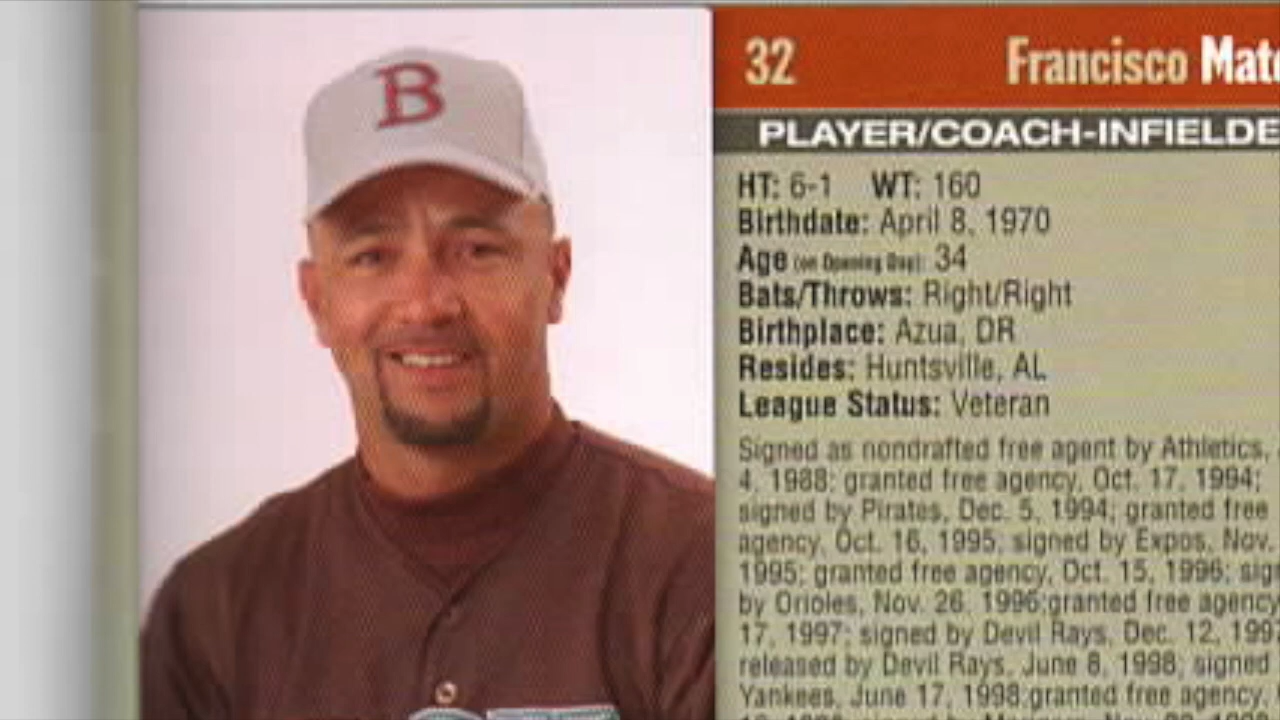 B
32 Francisco Mat
PLAYER/COACH-INFIELDE
HT: 6-1 WT: 160
Birthdate: April 8, 1970
Age (on Opening Day): 34
Bats/Throws: Right/Right
Birthplace: Azua, DR
Resides: Huntsville, AL
League Status: Veteran
Signed as nondrafted free agent by Athletics,
4, 1988; granted free agency, Oct. 17, 1994;
signed by Pirates, Dec. 5, 1994; granted free
agency, Oct. 16, 1995; signed by Expos, Nov.
1995; granted free agency, Oct. 15, 1996; sig
by Orioles, Nov. 26, 1996;granted free agency
17, 1997; signed by Devil Rays, Dec. 12, 199
released by Devil Rays, June 8, 1998; signed
Yankees, June 17, 1998;granted free agency,